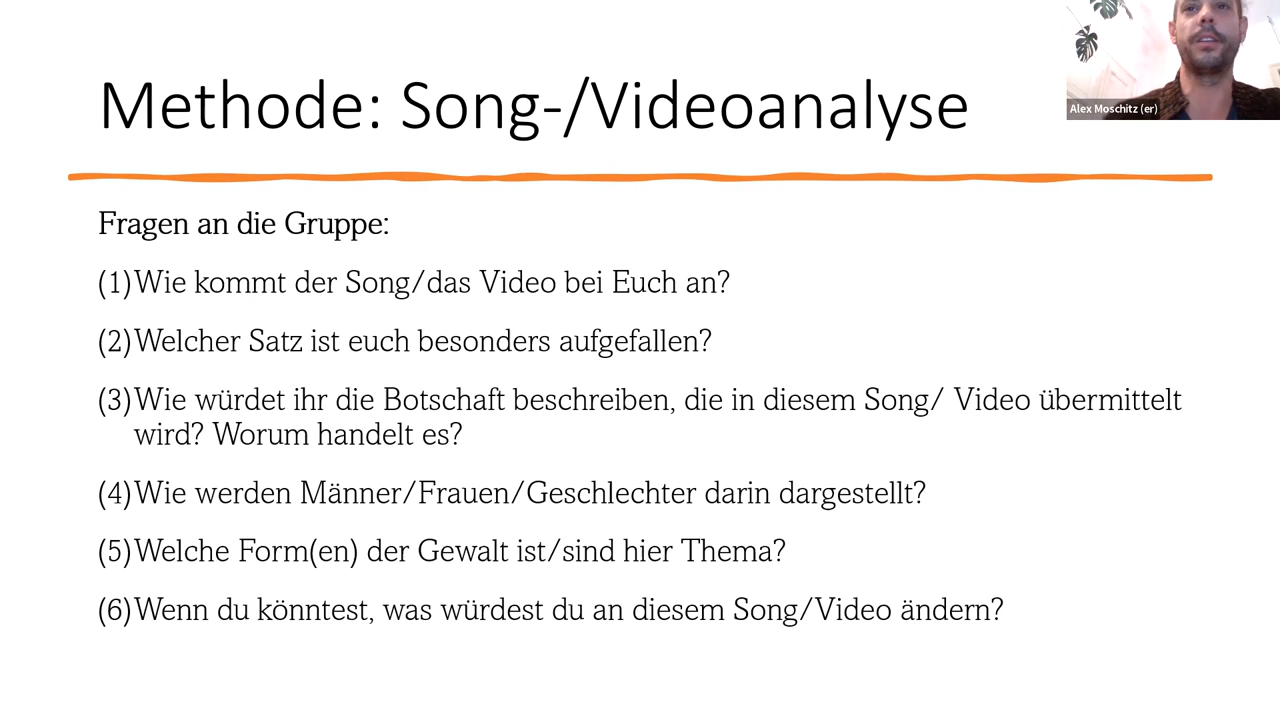 Methode: Song-/Videoanalyse
Alex Moschitz (er)
Fragen an die Gruppe:
(1) Wie kommt der Song/das Video bei Euch an?
(2) Welcher Satz ist euch besonders aufgefallen?
(3) Wie würdet ihr die Botschaft beschreiben, die in diesem Song/ Video übermittelt
wird? Worum handelt es?
(4) Wie werden Männer/Frauen/Geschlechter darin dargestellt?
(5) Welche Form(en) der Gewalt ist/sind hier Thema?
(6) Wenn du könntest, was würdest du an diesem Song/Video ändern?